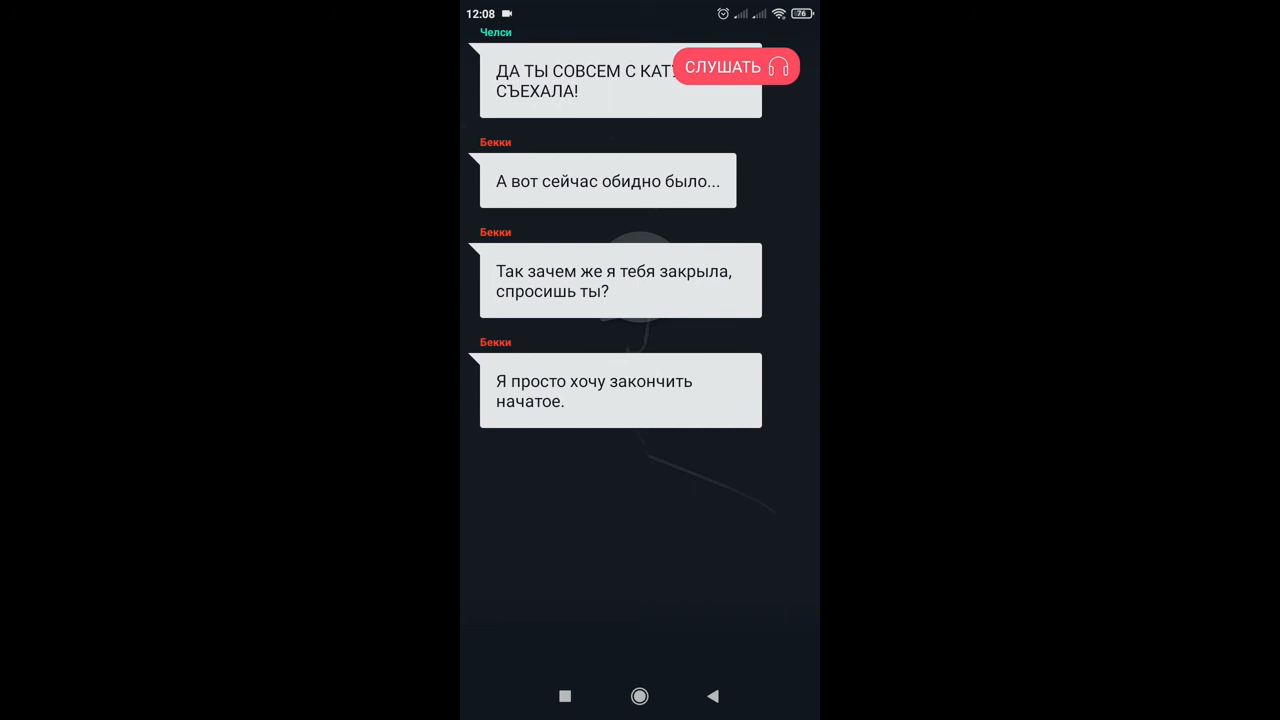 12:08
76
Челси
ДА ТЫ СОВСЕМ С
СЪЕХАЛА!
СЛУШАТЬ
Бекки
А вот сейчас обидно было...
Бекки
Так зачем же я тебя закрыла,
спросишь ты?
Бекки
Я просто хочу закончить
начатое.